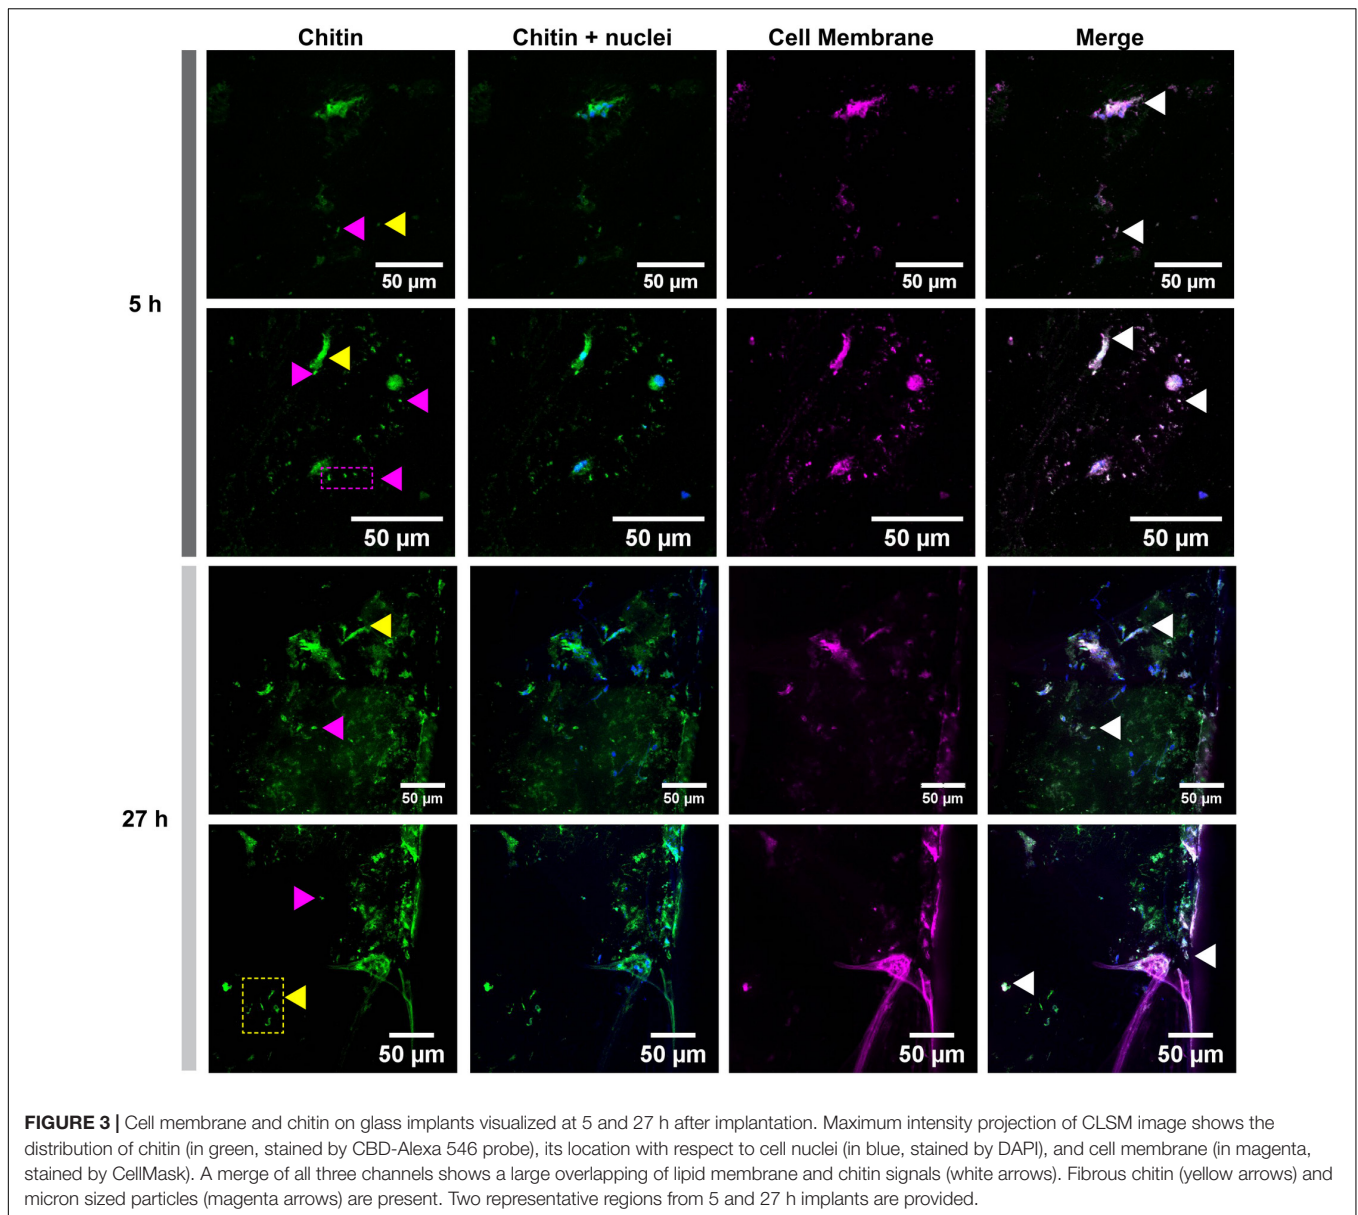 Chitin Chitin + nuclei Cell Membrane Merge
50 µm 50 µm 50 µm 50 µm
5 h
50 µm 50 µm 50 µm 50 µm
50 µm 50 µm 50 µm 50 µm
27 h
50 µm 50 µm 50 µm 50 µm
FIGURE 3 | Cell membrane and chitin on glass implants visualized at 5 and 27 h after implantation. Maximum intensity projection of CLSM image shows the
distribution of chitin (in green, stained by CBD-Alexa 546 probe), its location with respect to cell nuclei (in blue, stained by DAPI), and cell membrane (in magenta,
stained by CellMask). A merge of all three channels shows a large overlapping of lipid membrane and chitin signals (white arrows). Fibrous chitin (yellow arrows) and
micron sized particles (magenta arrows) are present. Two representative regions from 5 and 27 h implants are provided.